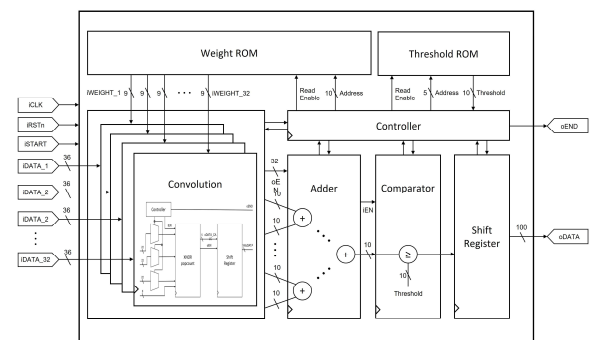 Weight ROM
Threshold ROM
iWEIGHT_1 9 9 9 ... 9 iWEIGHT_32
Read Enable
10 Address
Read Enable
5 Address
10 Threshold
iCLK
iRSTn
iSTART
iDATA_1 36
iDATA_2 36
iDATA_2 36
iDATA_32 36
Controller
oEND
Convolution
Controller
XNOR popcount
Shift Register
32
oEN
10
10
10
10
Adder
+
+
-
iEN
10
Comparator
≥
10
Threshold
Shift Register
100
oDATA